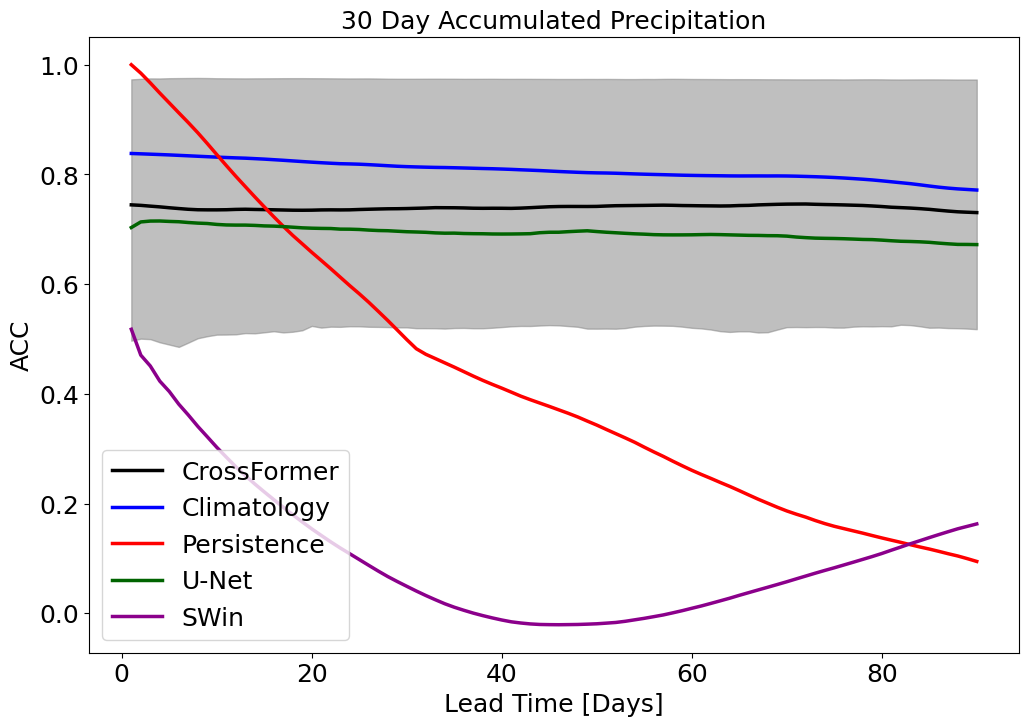 30 Day Accumulated Precipitation
1.0
0.8
0.6
0.4
0.2
0.0
ACC
CrossFormer
Climatology
Persistence
U-Net
SWin
0 20 40 60 80
Lead Time [Days]